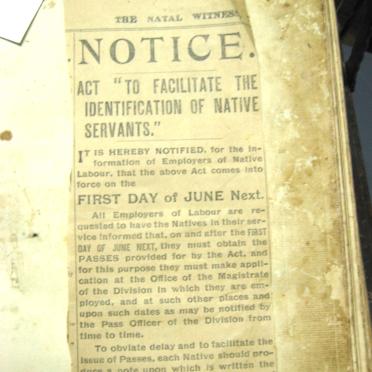 THE NATAL WITNESS,
NOTICE.
ACT "TO FACILITATE THE
IDENTIFICATION OF NATIVE
SERVANTS."
IT IS HEREBY NOTIFIED, for the in-
formation of Employers of Native
Labour, that the above Act comes into
force on the
FIRST DAY of JUNE Next.
All Employers of Labour are re-
quested to have the Natives in their ser-
vice informed that, on and after the FIRST
DAY OF JUNE NEXT, they must obtain the
PASSES provided for by the Act, and
for this purpose they must make appli-
cation at the Office of the Magistrate
of the Division in which they are em-
ployed, and at such other places and
upon such dates as may be notified by
the Pass Officer of the Division from
time to time.
To obviate delay and to facilitate the
issue of Passes, each Native should pro-
duce a note upon which is written the